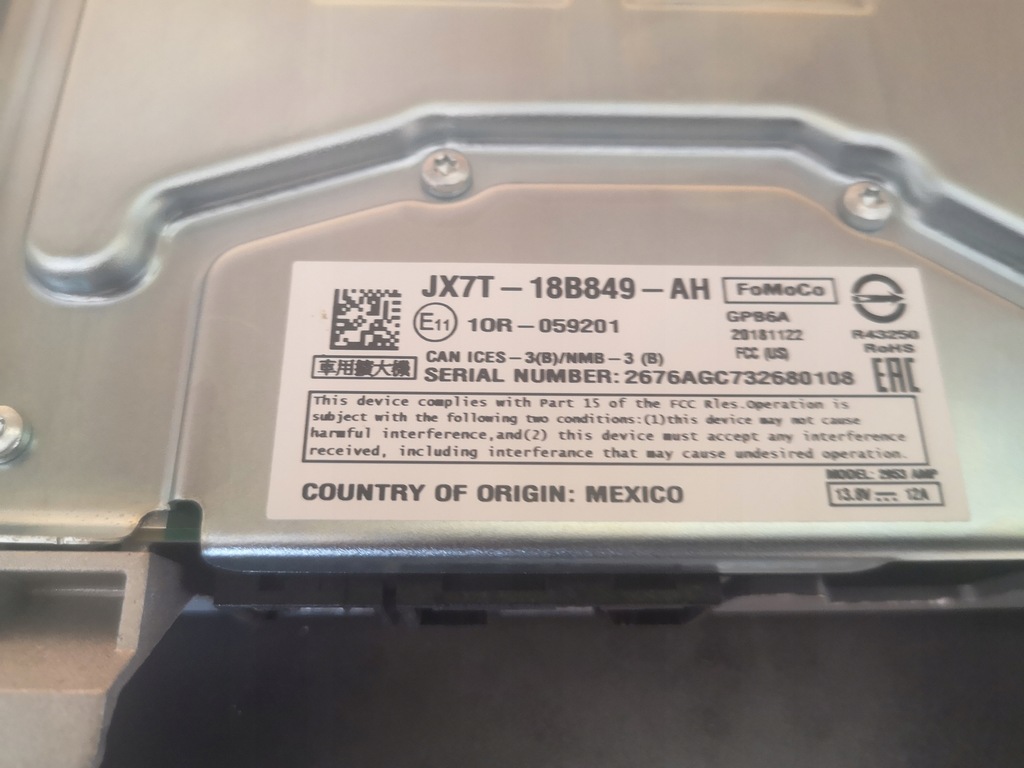 JX7T-18B849-AH
FoMoCo
E11 10R-059201
GPB6A
20181122
FCC (US)
R43250
RoHS
EAC
車用擴大機
CAN ICES-3(B)/NMB-3 (B)
SERIAL NUMBER: 2676AGC732680108
This device complies with Part 15 of the FCC Rles.Operation is
subject with the following two conditions:(1)this device may not cause
harmful interference,and(2) this device must accept any interference
received, including interferance that may cause undesired operation.
COUNTRY OF ORIGIN: MEXICO
MODEL: 2953 AMP
13.8V 12A